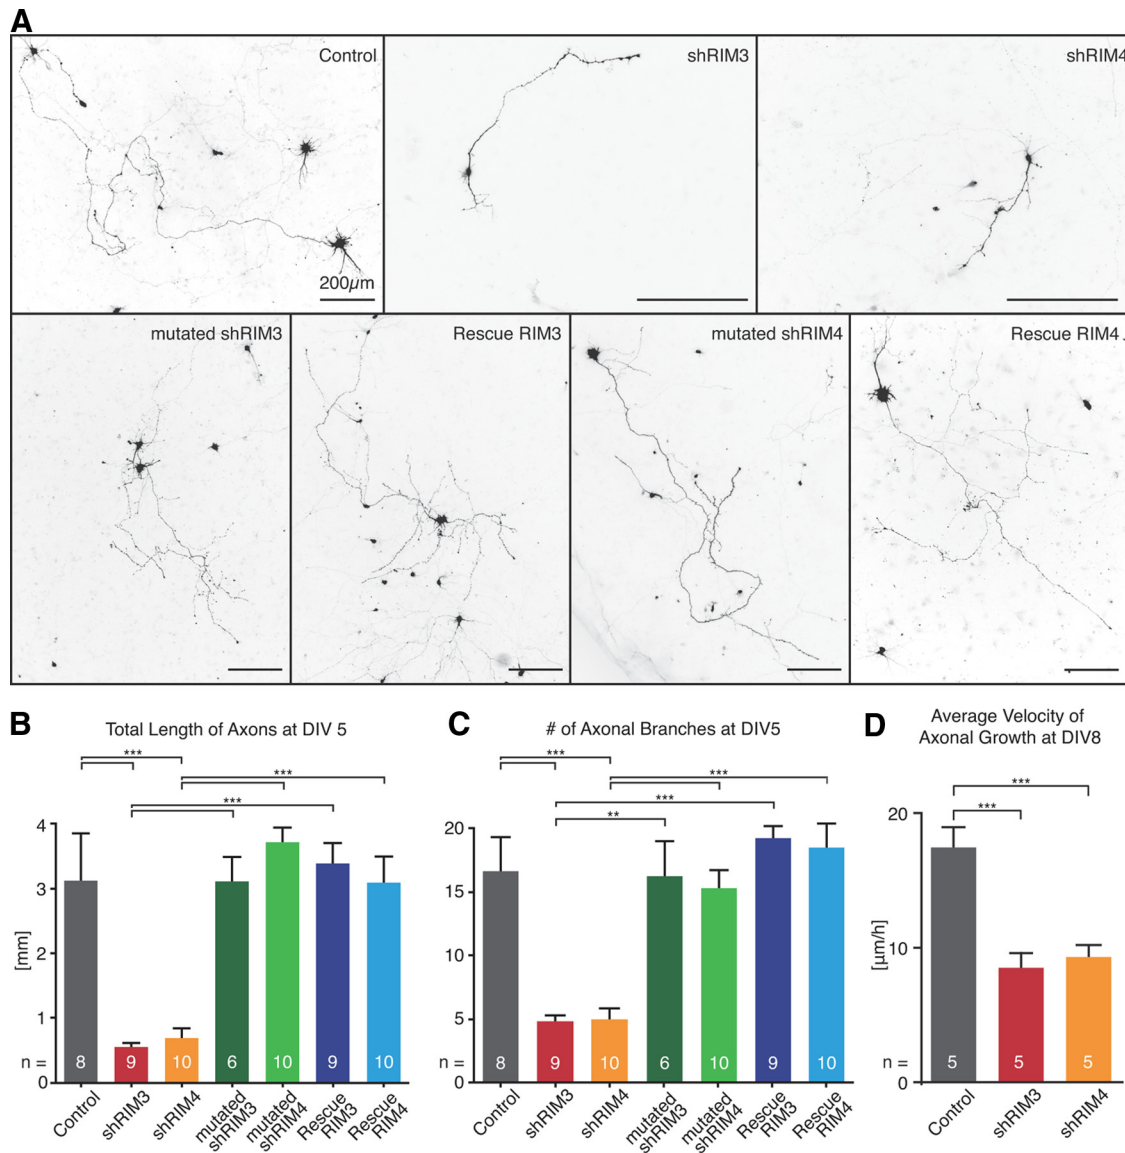 A
Control
shRIM3
shRIM4
200µm
mutated shRIM3
Rescue RIM3
mutated shRIM4
Rescue RIM4
B
Total Length of Axons at DIV 5
***
***
***
4
3
2
1
0
[mm]
n =
8
9
10
6
10
9
10
Control
shRIM3
shRIM4
mutated
shRIM3
mutated
shRIM4
Rescue
RIM3
Rescue
RIM4
C
# of Axonal Branches at DIV5
***
***
***
**
20
15
10
5
0
n =
8
9
10
6
10
9
10
Control
shRIM3
shRIM4
mutated
shRIM3
mutated
shRIM4
Rescue
RIM3
Rescue
RIM4
D
Average Velocity of
Axonal Growth at DIV8
***
***
20
10
0
[µm/h]
n =
5
5
5
Control
shRIM3
shRIM4